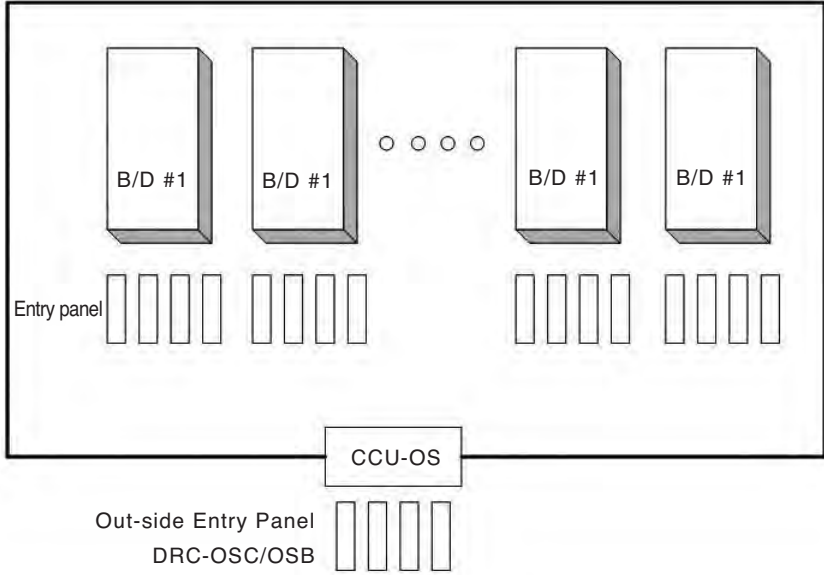 B/D #1
B/D #1
B/D #1
B/D #1
Entry panel
CCU-OS
Out-side Entry Panel
DRC-OSC/OSB